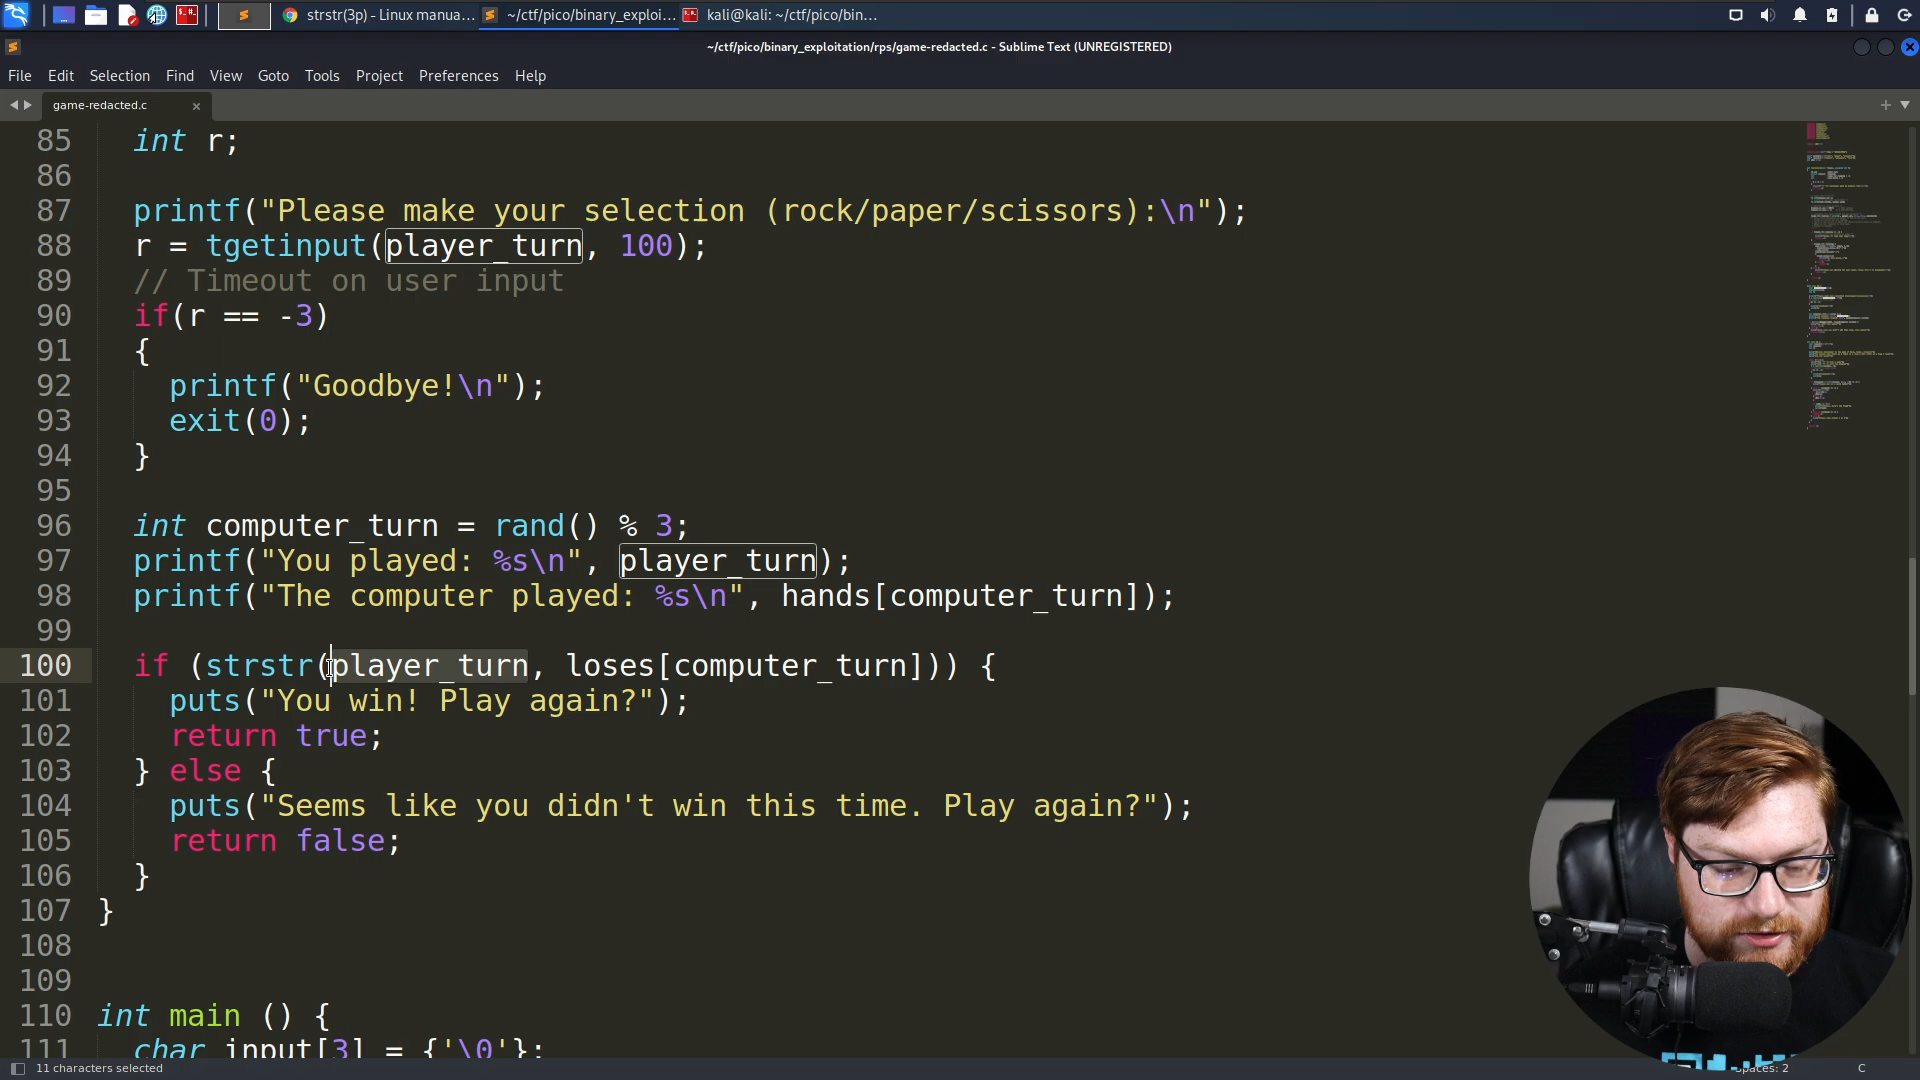 strstr(3p) - Linux manua...
~/ctf/pico/binary_exploi...
kali@kali: ~/ctf/pico/bin...
~/ctf/pico/binary_exploitation/rps/game-redacted.c - Sublime Text (UNREGISTERED)
File Edit Selection Find View Goto Tools Project Preferences Help
game-redacted.c
85 int r;
86
87 printf("Please make your selection (rock/paper/scissors):\n");
88 r = tgetinput(player_turn, 100);
89 // Timeout on user input
90 if(r == -3)
91 {
92 printf("Goodbye!\n");
93 exit(0);
94 }
95
96 int computer_turn = rand() % 3;
97 printf("You played: %s\n", player_turn);
98 printf("The computer played: %s\n", hands[computer_turn]);
99
100 if (strstr(player_turn, loses[computer_turn])) {
101 puts("You win! Play again?");
102 return true;
103 } else {
104 puts("Seems like you didn't win this time. Play again?");
105 return false;
106 }
107 }
108
109
110 int main () {
111 char input[3] = {'\0'};
11 characters selected
Spaces: 2
C